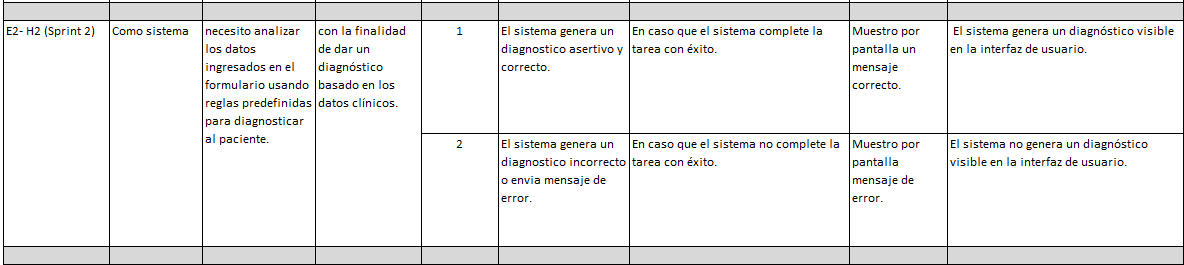 E2- H2 (Sprint 2)
Como sistema
necesito analizar
los datos
ingresados en el
formulario usando
reglas predefinidas
para diagnosticar
al paciente.
con la finalidad
de dar un
diagnóstico
basado en los
datos clínicos.
1
El sistema genera un
diagnostico asertivo y
correcto.
En caso que el sistema complete la
tarea con éxito.
Muestro por
pantalla un
mensaje
correcto.
El sistema genera un diagnóstico visible
en la interfaz de usuario.
2
El sistema genera un
diagnostico incorrecto
o envia mensaje de
error.
En caso que el sistema no complete la
tarea con éxito.
Muestro por
pantalla
mensaje de
error.
El sistema no genera un diagnóstico
visible en la interfaz de usuario.